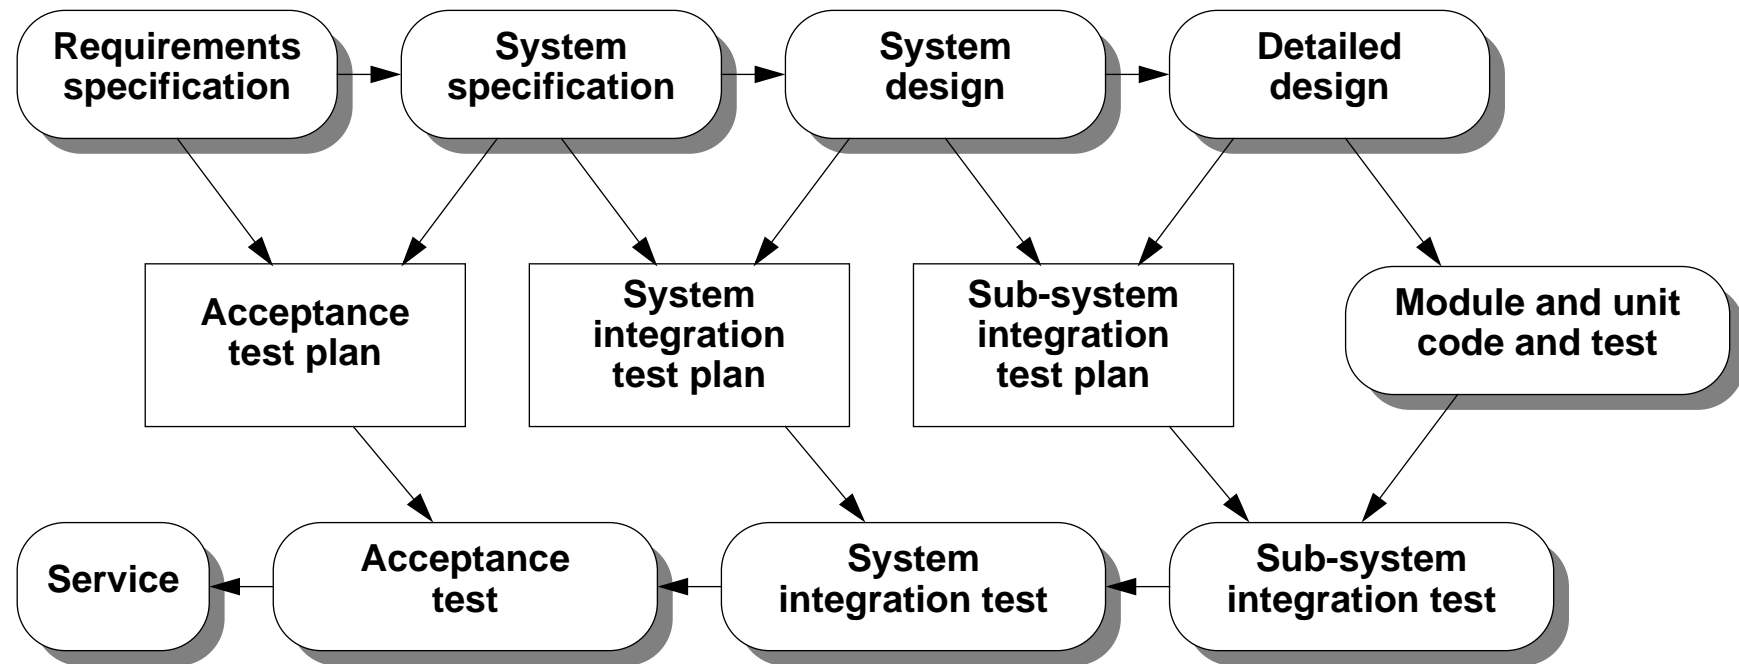 Requirements
specification
System
specification
System
design
Detailed
design
Acceptance
test plan
System
integration
test plan
Sub-system
integration
test plan
Module and unit
code and test
Service
Acceptance
test
System
integration test
Sub-system
integration test